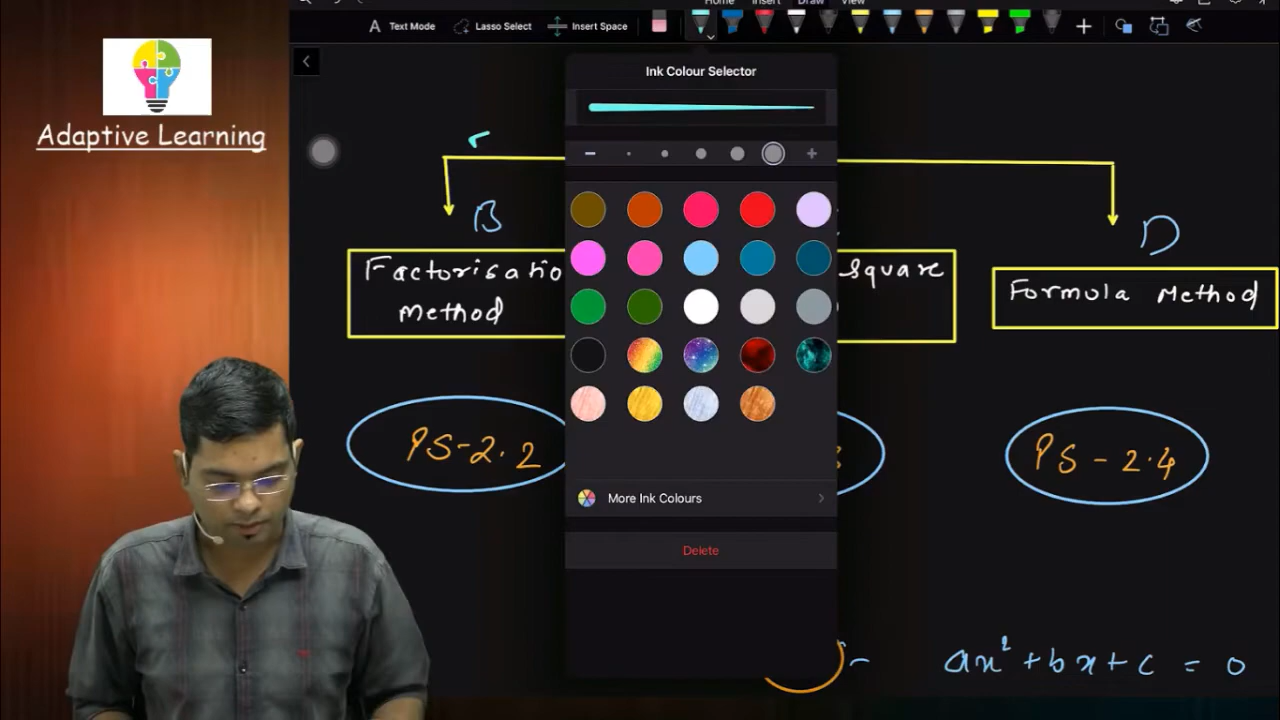 Home Insert Draw View
Text Mode Lasso Select Insert Space
Ink Colour Selector
Adaptive Learning
B
D
Factorisatio
Method
Square
Formula Method
PS-2.2
PS-2.4
More Ink Colours
Delete
ax² + bx + c = 0